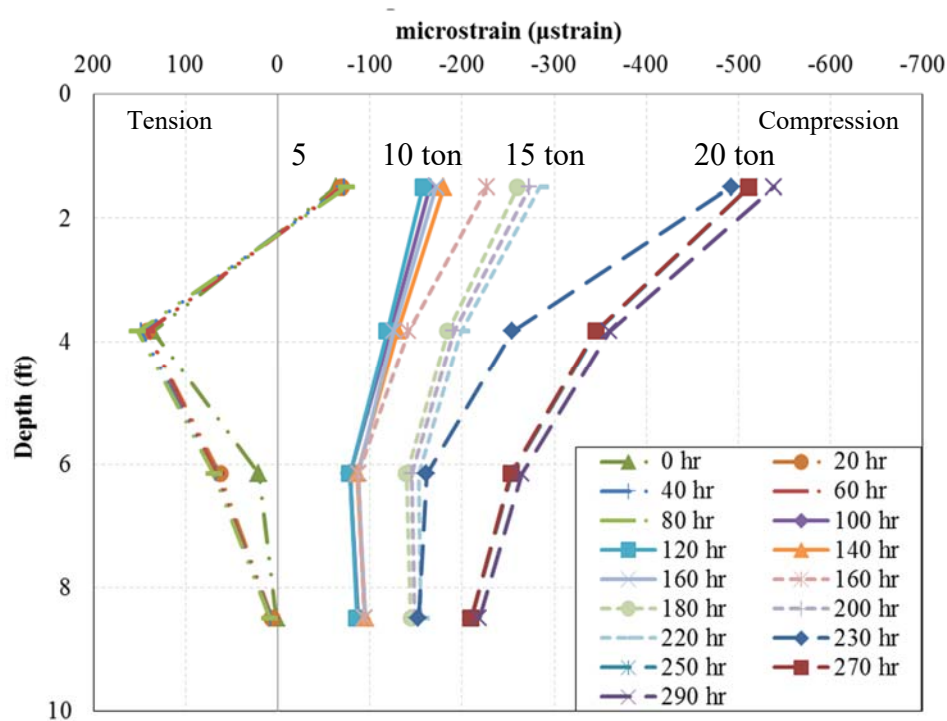 microstrain (μstrain)
200 100 0 -100 -200 -300 -400 -500 -600 -700
0
Tension Compression
5 10 ton 15 ton 20 ton
2
4
Depth (ft)
6
8
10
0 hr 20 hr
40 hr 60 hr
80 hr 100 hr
120 hr 140 hr
160 hr 160 hr
180 hr 200 hr
220 hr 230 hr
250 hr 270 hr
290 hr